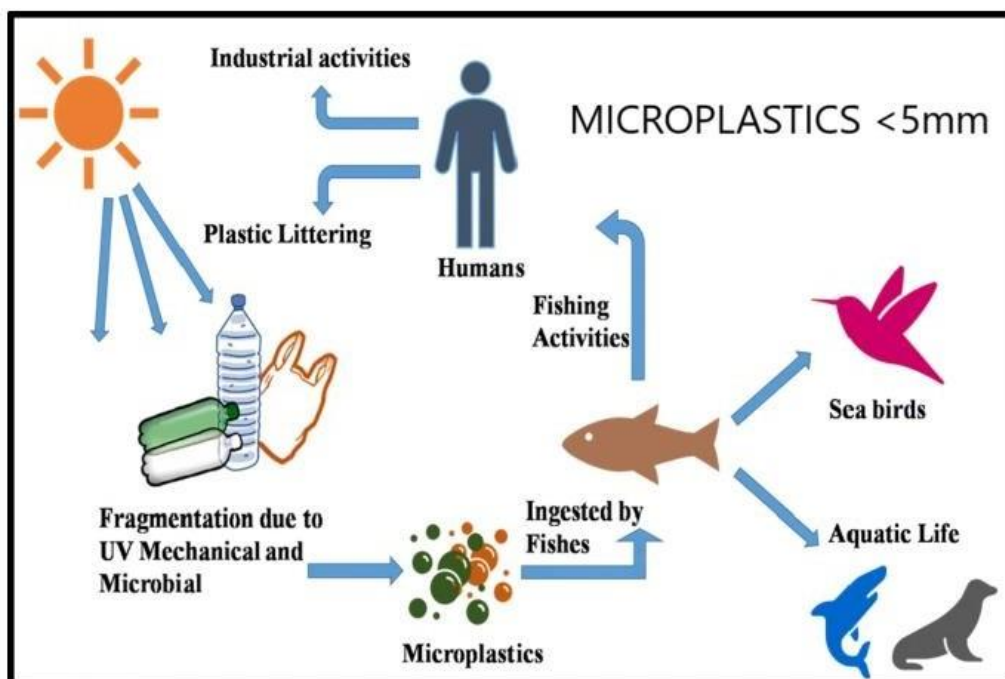 Industrial activities
MICROPLASTICS <5mm
Plastic Littering
Humans
Fishing
Activities
Sea birds
Fragmentation due to
UV Mechanical and
Microbial
Ingested by
Fishes
Aquatic Life
Microplastics